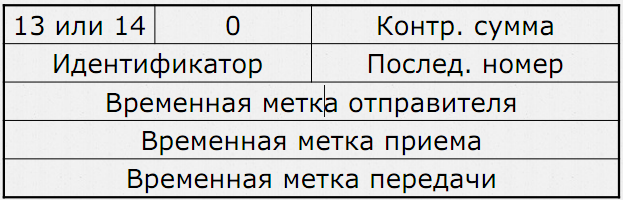 13 или 14 0 Контр. сумма
Идентификатор Послед. номер
Временная метка отправителя
Временная метка приема
Временная метка передачи